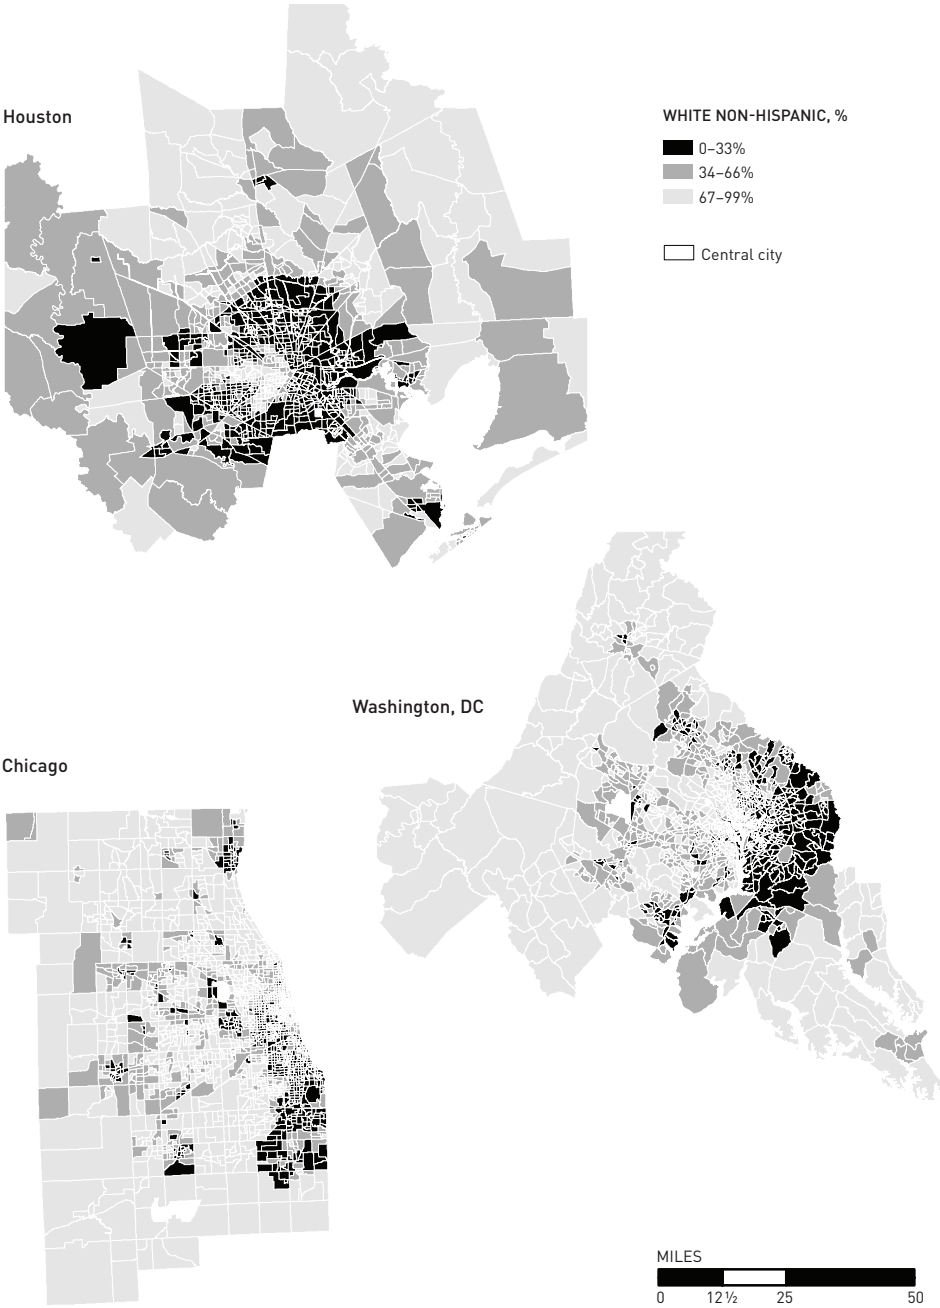 Houston
WHITE NON-HISPANIC, %
0–33%
34–66%
67–99%
Central city
Washington, DC
Chicago
MILES
0 12½ 25 50